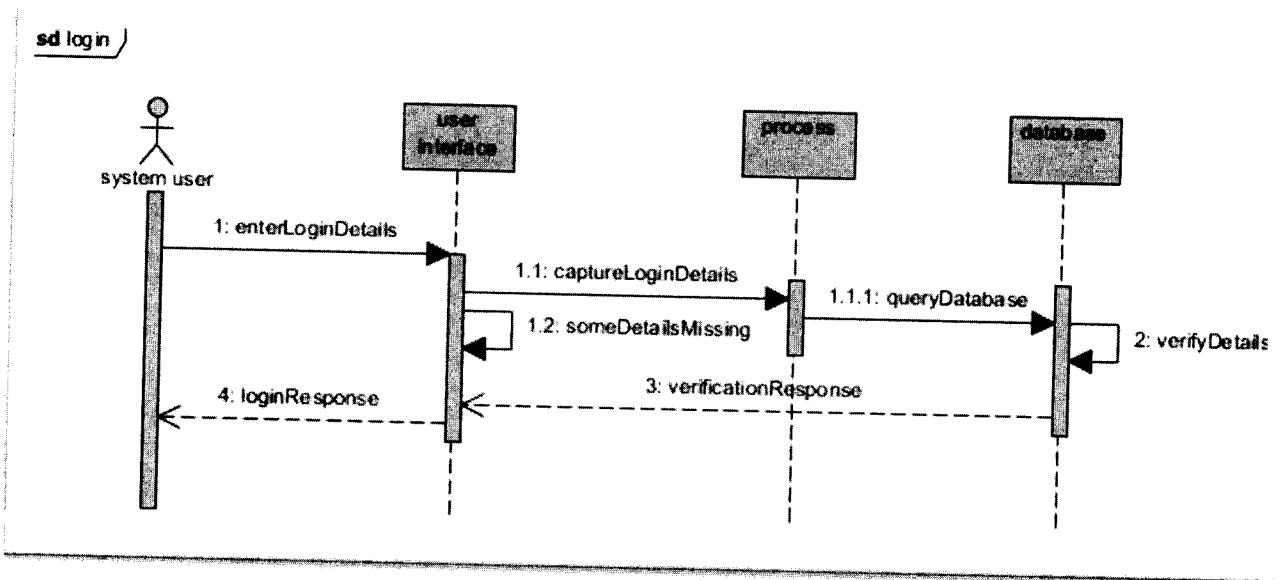 sd login
system user
user
interface
process
database
1: enterLoginDetails
1.1: captureLoginDetails
1.1.1: queryDatabase
1.2: someDetailsMissing
2: verifyDetails
3: verificationResponse
4: loginResponse